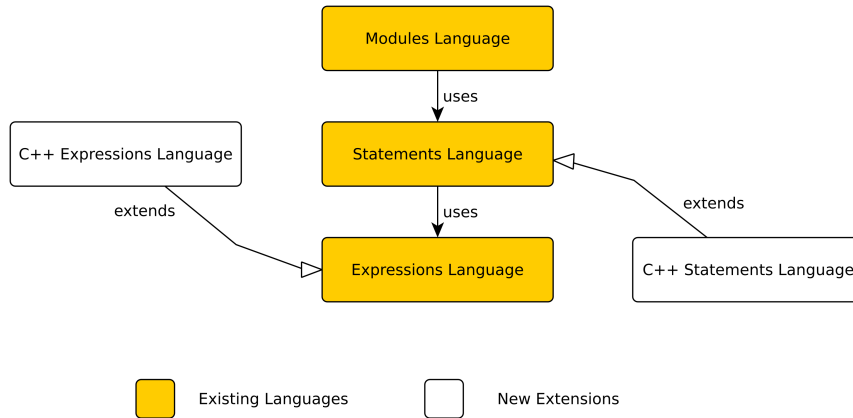 Modules Language
uses
C++ Expressions Language
Statements Language
extends
uses
extends
Expressions Language
C++ Statements Language
Existing Languages
New Extensions